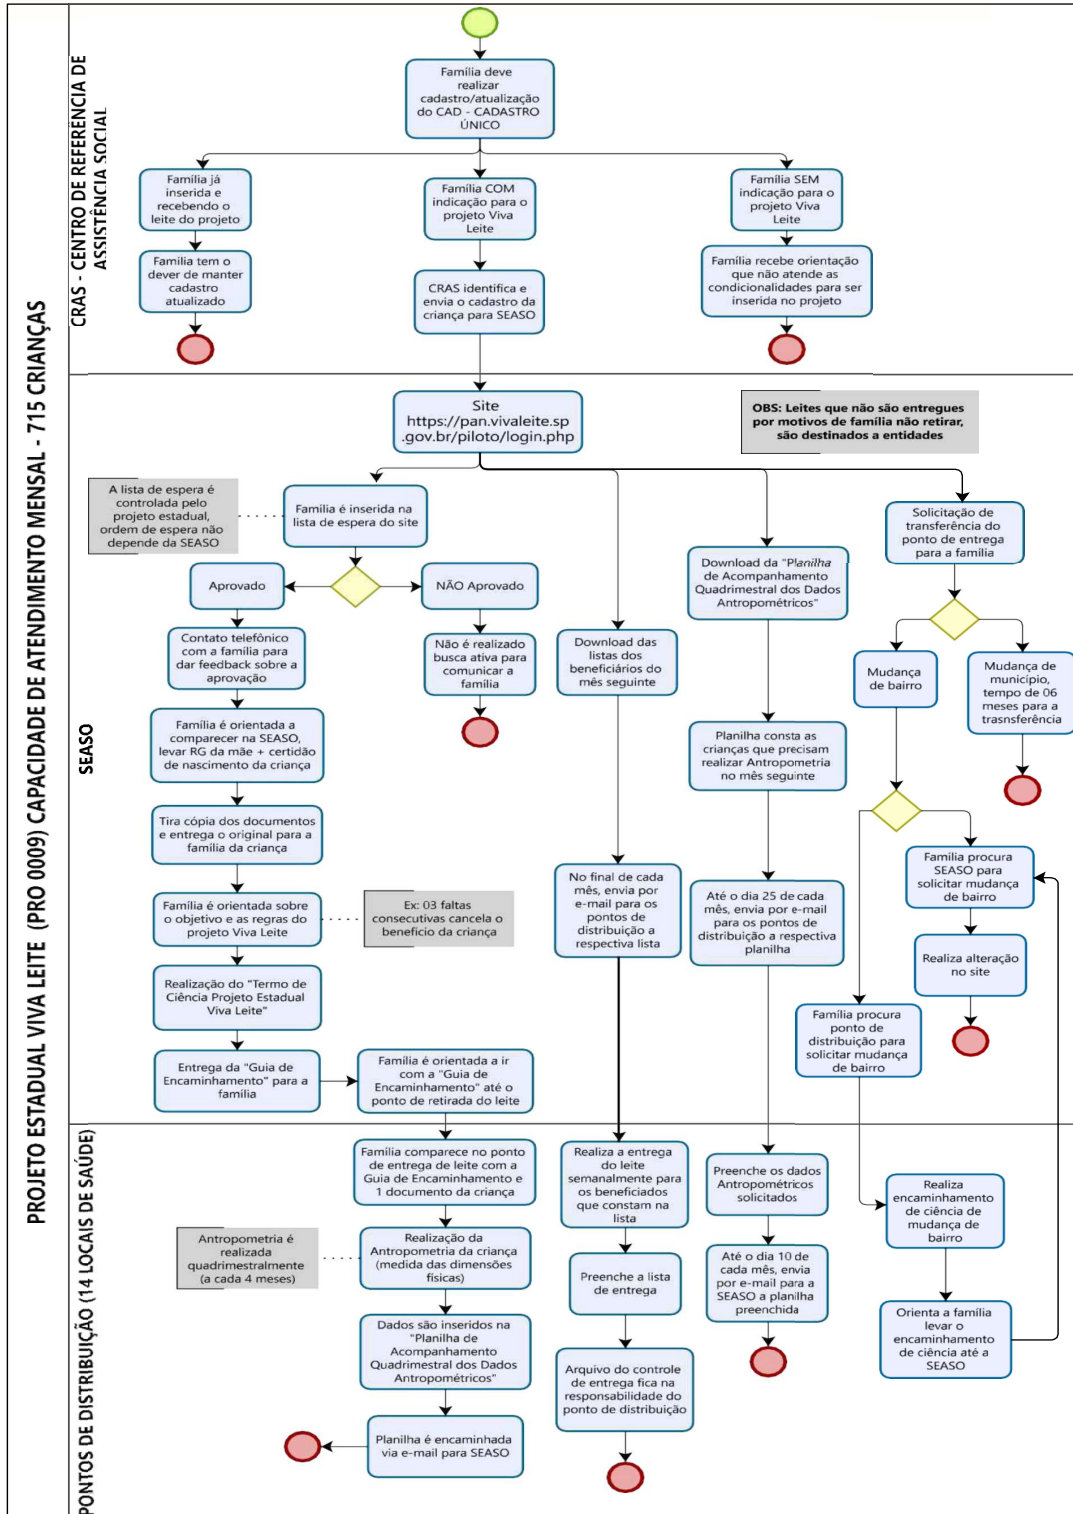 PROJETO ESTADUAL VIVA LEITE (PRO 0009) CAPACIDADE DE ATENDIMENTO MENSAL - 715 CRIANÇAS
CRAS - CENTRO DE REFERÊNCIA DE
ASSISTÊNCIA SOCIAL
Família deve
realizar
cadastro/atualização
do CAD - CADASTRO
ÚNICO
Família já
inserida e
recebendo o
leite do projeto
Família COM
indicação para o
projeto Viva
Leite
Família SEM
indicação para o
projeto Viva
Leite
Família tem o
dever de manter
cadastro
atualizado
CRAS identifica e
envia o cadastro da
criança para SEASO
Família recebe orientação
que não atende as
condicionalidades para ser
inserida no projeto
SEASO
Site
https://pan.vivaleite.sp
.gov.br/piloto/login.php
OBS: Leites que não são entregues
por motivos de família não retirar,
são destinados a entidades
A lista de espera é
controlada pelo
projeto estadual,
ordem de espera não
depende da SEASO
Família é inserida na
lista de espera do site
Solicitação de
transferência do
ponto de entrega
para a família
Aprovado
NÃO Aprovado
Download da "Planilha
de Acompanhamento
Quadrimestral dos Dados
Antropométricos"
Contato telefônico
com a família para
dar feedback sobre a
aprovação
Não é realizado
busca ativa para
comunicar a
família
Download das
listas dos
beneficiários do
mês seguinte
Mudança
de bairro
Mudança de
município,
tempo de 06
meses para a
trasnsferência
Família é orientada a
comparecer na SEASO,
levar RG da mãe + certidão
de nascimento da criança
Planilha consta as
crianças que precisam
realizar Antropometria
no mês seguinte
Tira cópia dos documentos
e entrega o original para a
família da criança
Família procura
SEASO para
solicitar mudança
de bairro
Família é orientada sobre
o objetivo e as regras do
projeto Viva Leite
Ex: 03 faltas
consecutivas cancela o
benefício da criança
No final de cada
mês, envia por
e-mail para os
pontos de
distribuição a
respectiva lista
Até o dia 25 de cada
mês, envia por e-mail
para os pontos de
distribuição a respectiva
planilha
Realiza alteração
no site
Realização do "Termo de
Ciência Projeto Estadual
Viva Leite"
Família procura
ponto de
distribuição para
solicitar mudança
de bairro
Entrega da "Guia de
Encaminhamento" para a
família
Família é orientada a ir
com a "Guia de
Encaminhamento" até o
ponto de retirada do leite
PONTOS DE DISTRIBUIÇÃO (14 LOCAIS DE SAÚDE)
Família comparece no ponto
de entrega de leite com a
Guia de Encaminhamento e
1 documento da criança
Realiza a entrega
do leite
semanalmente para
os beneficiados
que constam na
lista
Preenche os dados
Antropométricos
solicitados
Realiza
encaminhamento
de ciência de
mudança de
bairro
Antropometria é
realizada
quadrimestralmente
(a cada 4 meses)
Realização da
Antropometria da criança
(medida das dimensões
físicas)
Preenche a lista
de entrega
Até o dia 10 de
cada mês, envia
por e-mail para a
SEASO a planilha
preenchida
Dados são inseridos na
"Planilha de
Acompanhamento
Quadrimestral dos Dados
Antropométricos"
Arquivo do controle
de entrega fica na
responsabilidade do
ponto de distribuição
Orienta a família
levar o
encaminhamento
de ciência até a
SEASO
Planilha é encaminhada
via e-mail para SEASO